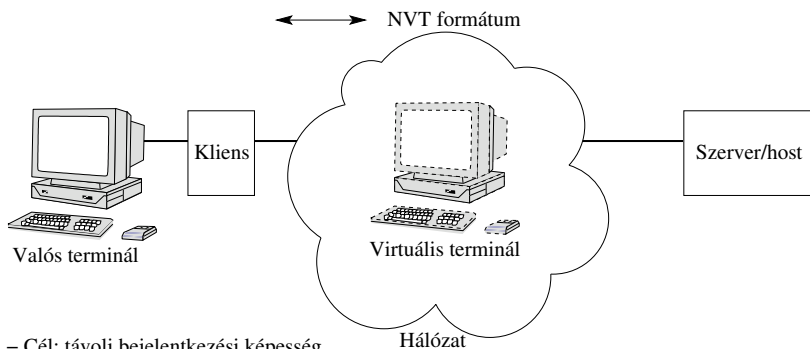 NVT formátum
Kliens
Szerver/host
Valós terminál
Virtuális terminál
Hálózat
– Cél: távoli bejelentkezési képesség